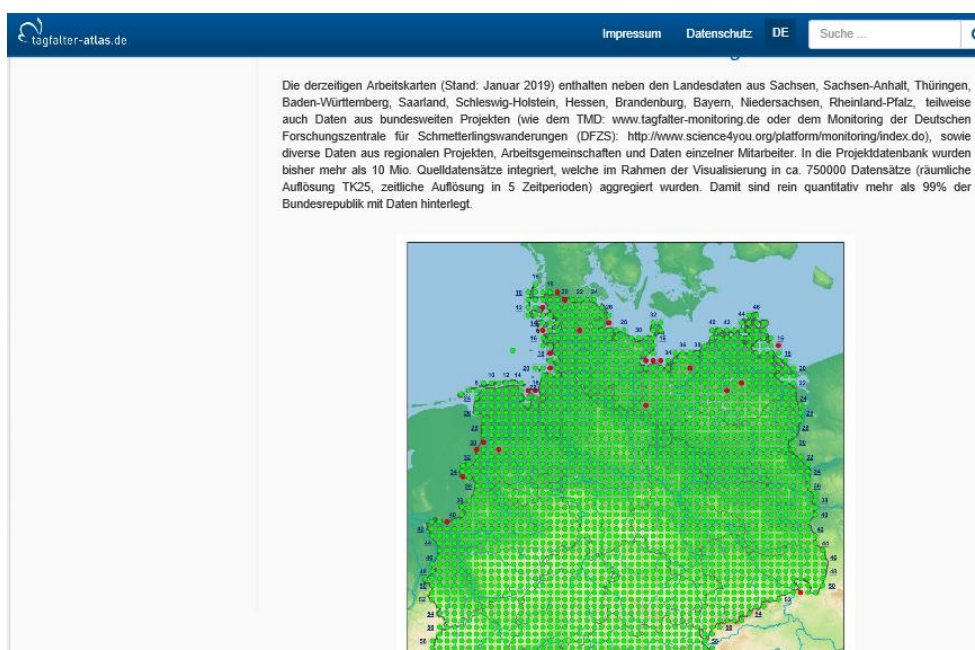 tagfalter-atlas.de
Impressum Datenschutz DE Suche ...
Die derzeitigen Arbeitskarten (Stand: Januar 2019) enthalten neben den Landesdaten aus Sachsen, Sachsen-Anhalt, Thüringen,
Baden-Württemberg, Saarland, Schleswig-Holstein, Hessen, Brandenburg, Bayern, Niedersachsen, Rheinland-Pfalz, teilweise
auch Daten aus bundesweiten Projekten (wie dem TMD: www.tagfalter-monitoring.de oder dem Monitoring der Deutschen
Forschungszentrale für Schmetterlingswanderungen (DFZS): http://www.science4you.org/platform/monitoring/index.do), sowie
diverse Daten aus regionalen Projekten, Arbeitsgemeinschaften und Daten einzelner Mitarbeiter. In die Projektdatenbank wurden
bisher mehr als 10 Mio. Quelldatensätze integriert, welche im Rahmen der Visualisierung in ca. 750000 Datensätze (räumliche
Auflösung TK25, zeitliche Auflösung in 5 Zeitperioden) aggregiert wurden. Damit sind rein quantitativ mehr als 99% der
Bundesrepublik mit Daten hinterlegt.